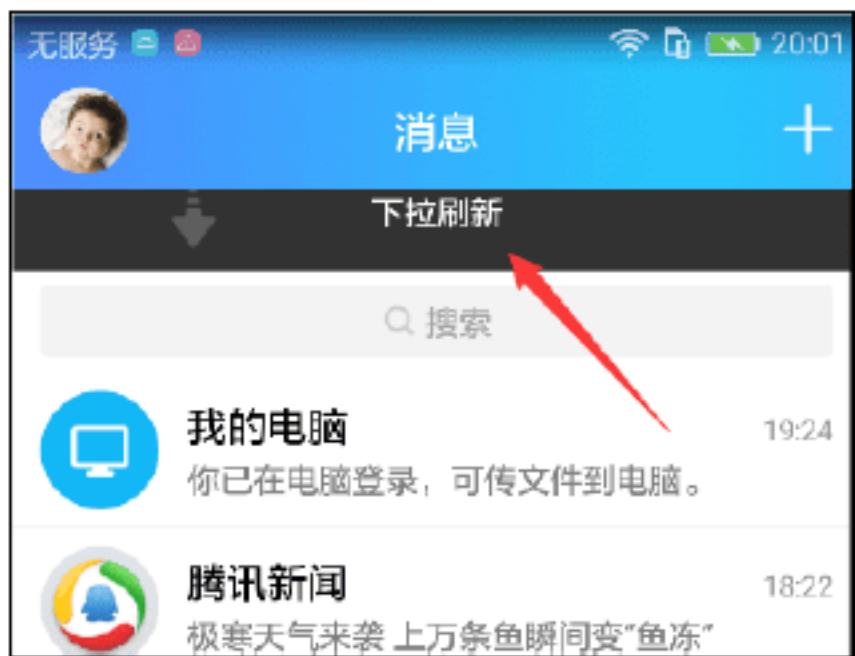 无服务 20:01
消息
下拉刷新
搜索
我的电脑 19:24
你已在电脑登录，可传文件到电脑。
腾讯新闻 18:22
极寒天气来袭 上万条鱼瞬间变"鱼冻"